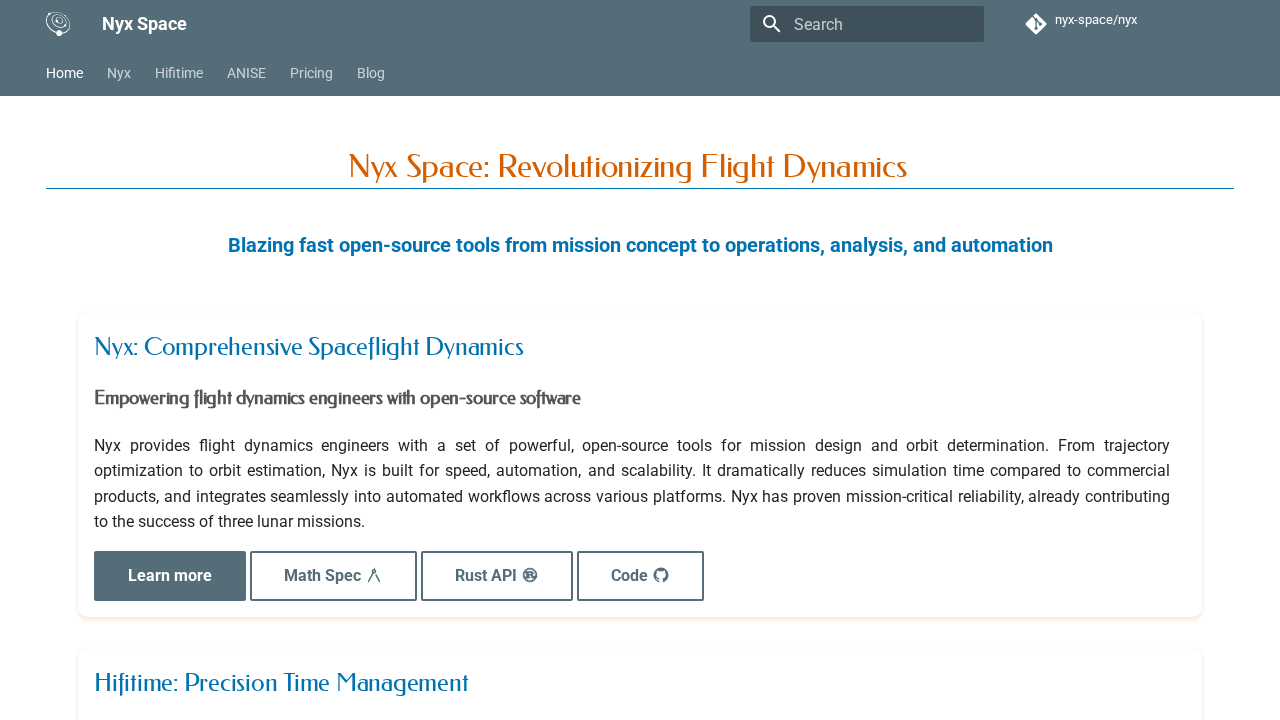 Nyx Space
Search
nyx-space/nyx
Home Nyx Hifitime ANISE Pricing Blog
Nyx Space: Revolutionizing Flight Dynamics
Blazing fast open-source tools from mission concept to operations, analysis, and automation
Nyx: Comprehensive Spaceflight Dynamics
Empowering flight dynamics engineers with open-source software
Nyx provides flight dynamics engineers with a set of powerful, open-source tools for mission design and orbit determination. From trajectory
optimization to orbit estimation, Nyx is built for speed, automation, and scalability. It dramatically reduces simulation time compared to commercial
products, and integrates seamlessly into automated workflows across various platforms. Nyx has proven mission-critical reliability, already contributing
to the success of three lunar missions.
Learn more Math Spec Rust API Code
Hifitime: Precision Time Management